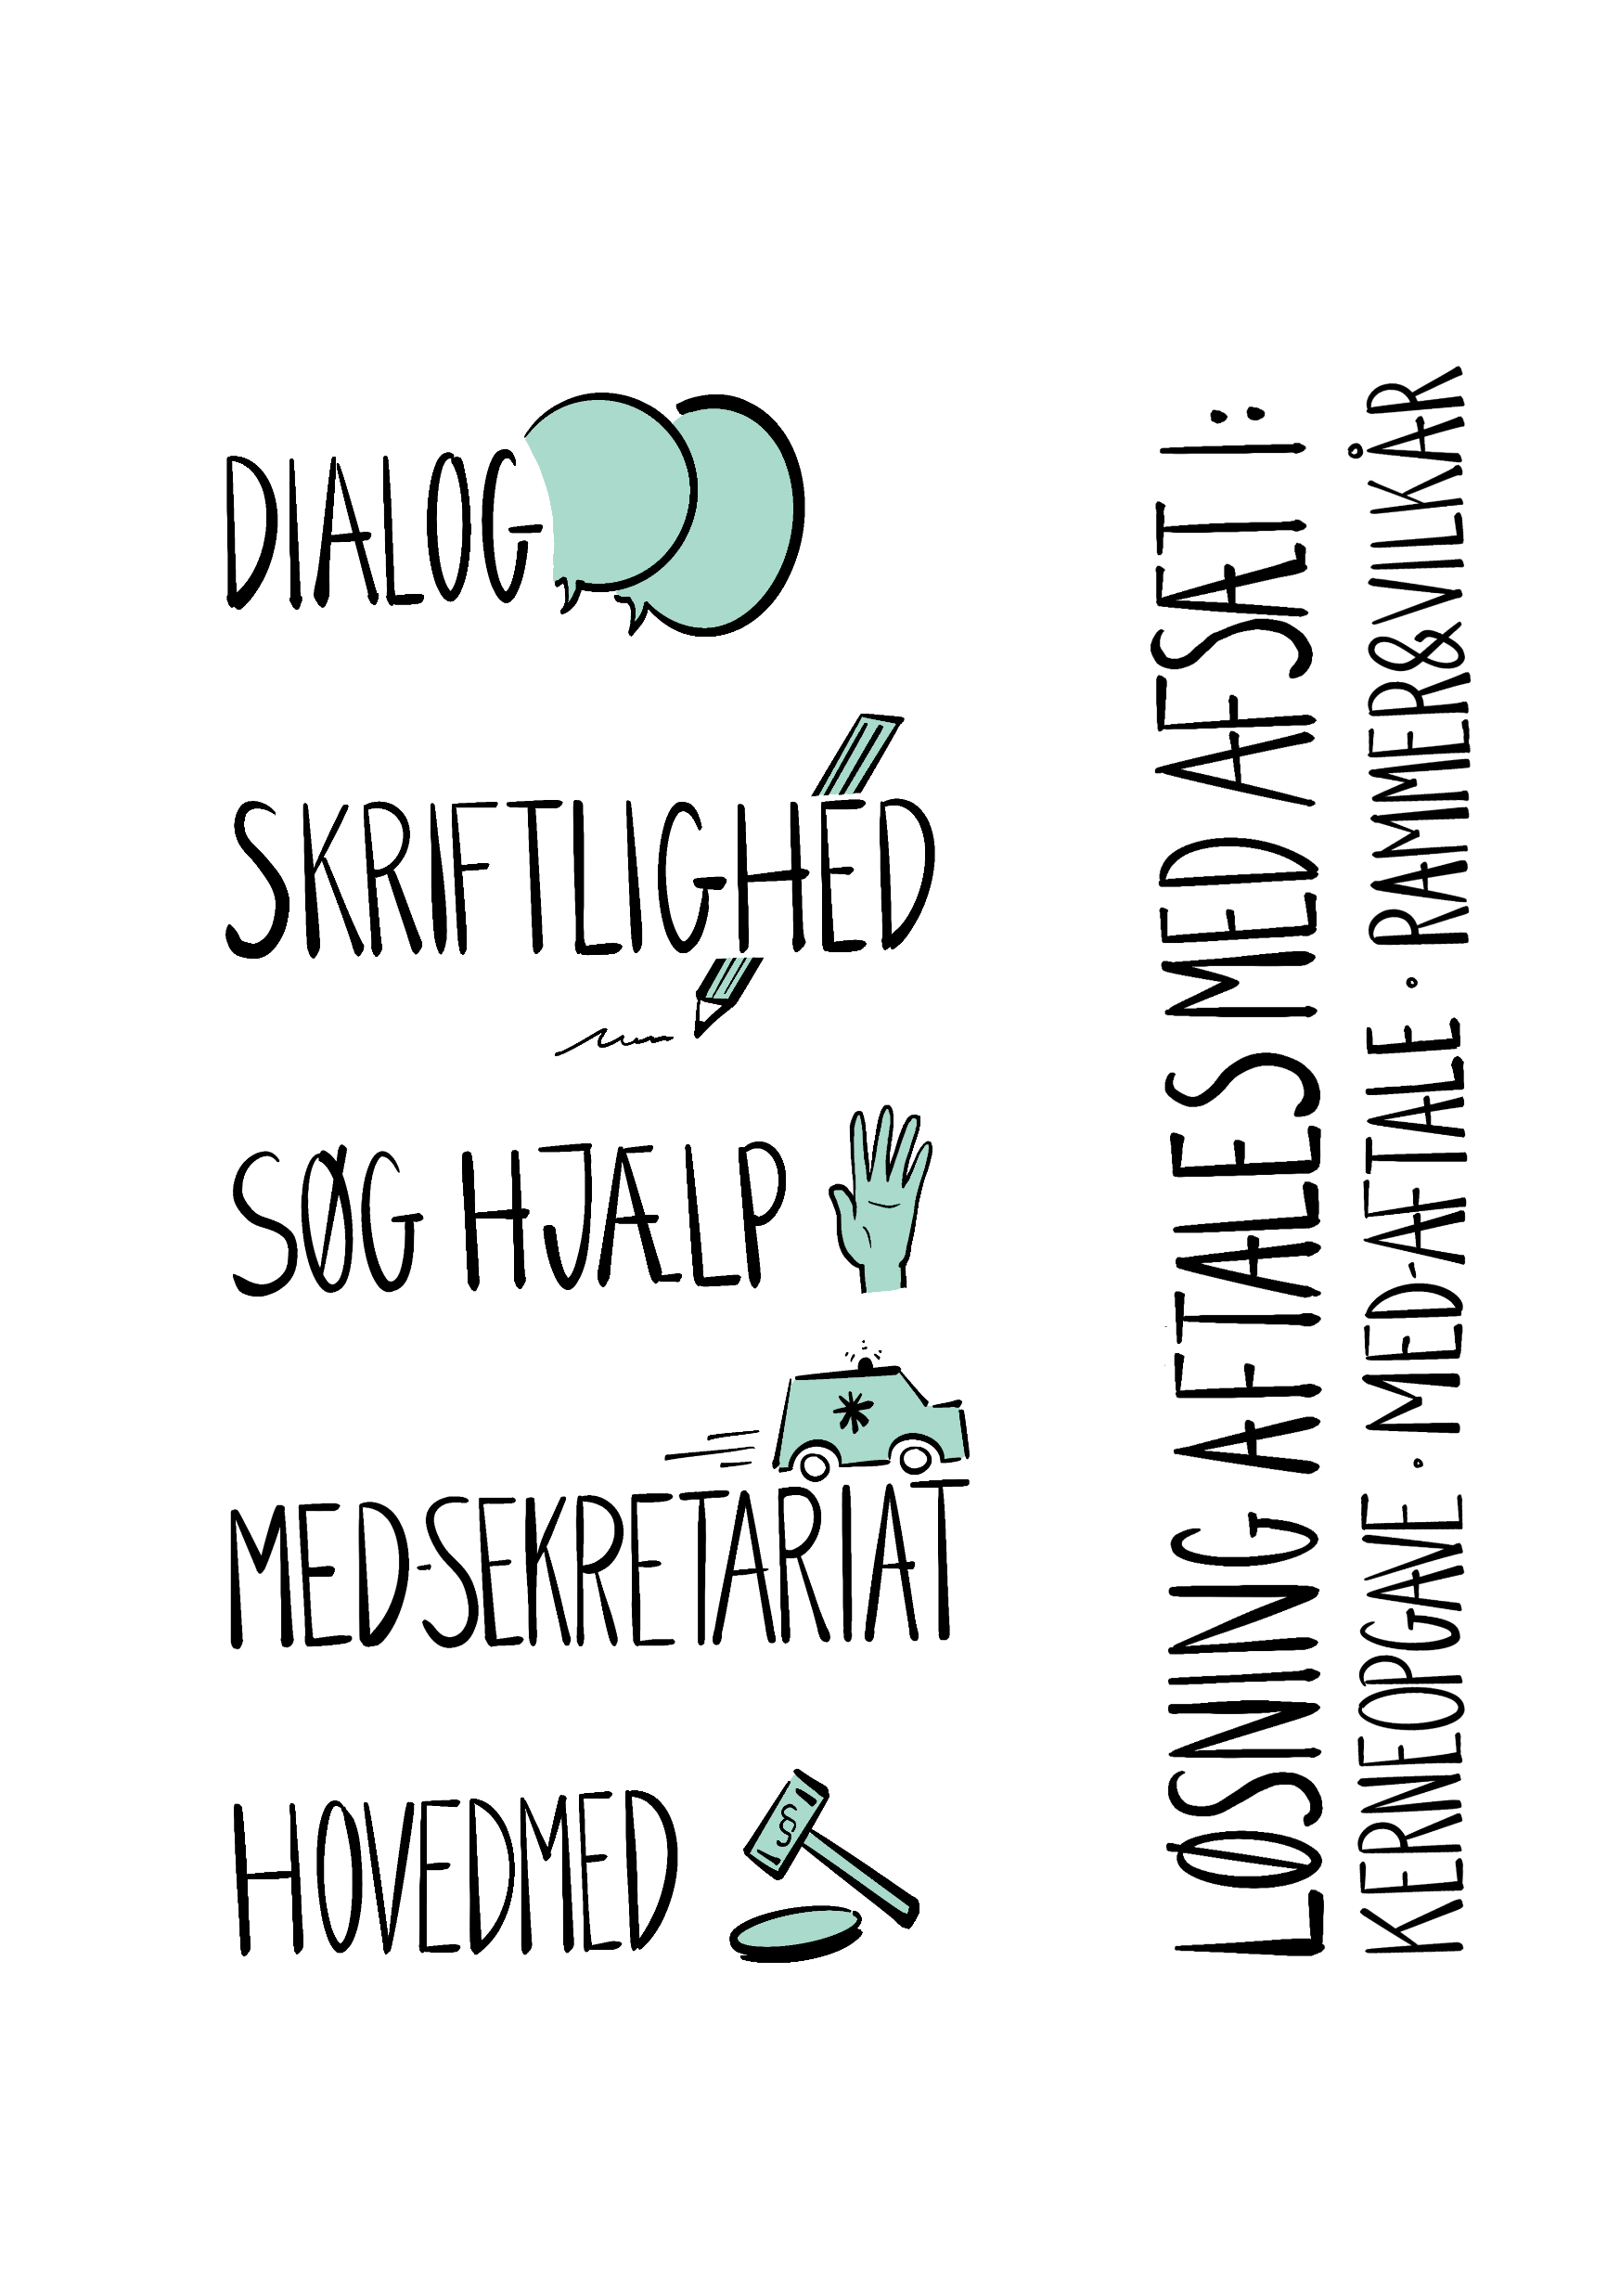 DIALOG
SKRIFTLIGHED
SØG HJÆLP
MED-SEKRETARIAT
§
HOVEDMED
LØSNING AFTALES MED AFSÆT I:
KERNEOPGAVE · MED-AFTALE · RAMMER & VILKÅR